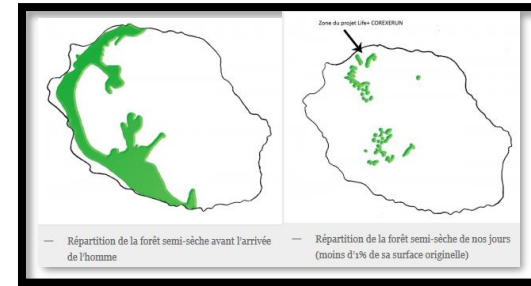 Zone du projet Life+ COREXERUN
— Répartition de la forêt semi-sèche avant l'arrivée
de l'homme
— Répartition de la forêt semi-sèche de nos jours
(moins d'1% de sa surface originelle)